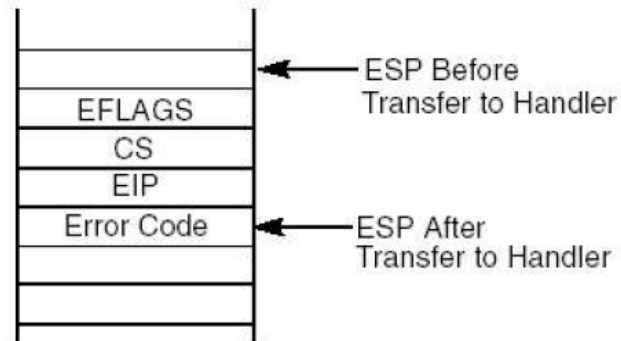 ESP Before
Transfer to Handler
EFLAGS
CS
EIP
Error Code
ESP After
Transfer to Handler